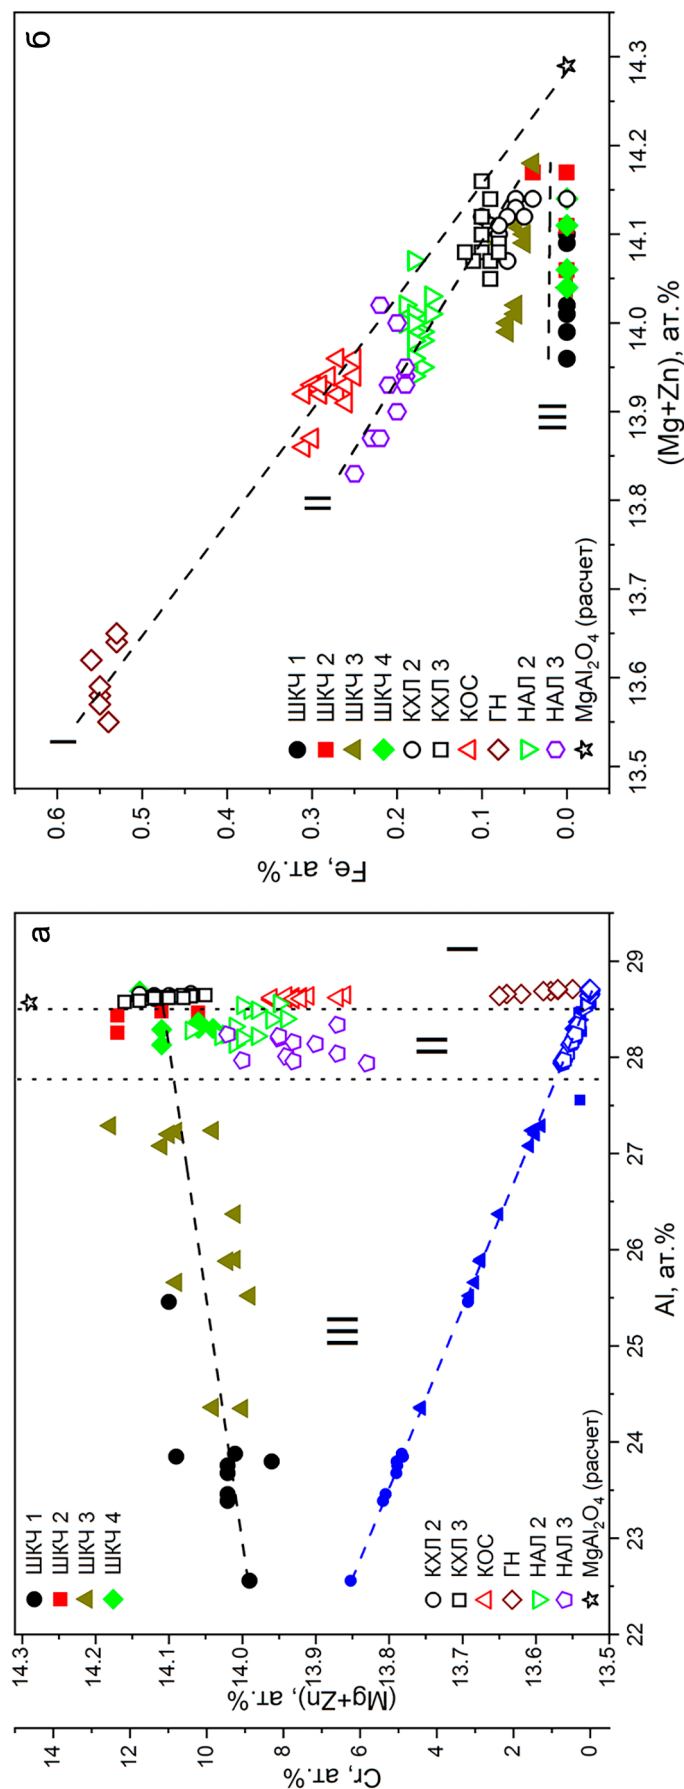 а
14.3
14.2
14.1
14.0
13.9
13.8
13.7
13.6
13.5
(Mg+Zn), ат.%
14
12
10
8
6
4
2
0
Cr, ат.%
22
23
24
25
26
27
28
29
Al, ат.%
ШКЧ 1
ШКЧ 2
ШКЧ 3
ШКЧ 4
КХЛ 2
КХЛ 3
КОС
ГН
НАЛ 2
НАЛ 3
MgAl₂O₄ (расчет)
III
II
I
б
0.6
0.5
0.4
0.3
0.2
0.1
0.0
Fe, ат.%
13.5
13.6
13.7
13.8
13.9
14.0
14.1
14.2
14.3
(Mg+Zn), ат.%
I
II
III
ШКЧ 1
ШКЧ 2
ШКЧ 3
ШКЧ 4
КХЛ 2
КХЛ 3
КОС
ГН
НАЛ 2
НАЛ 3
MgAl₂O₄ (расчет)